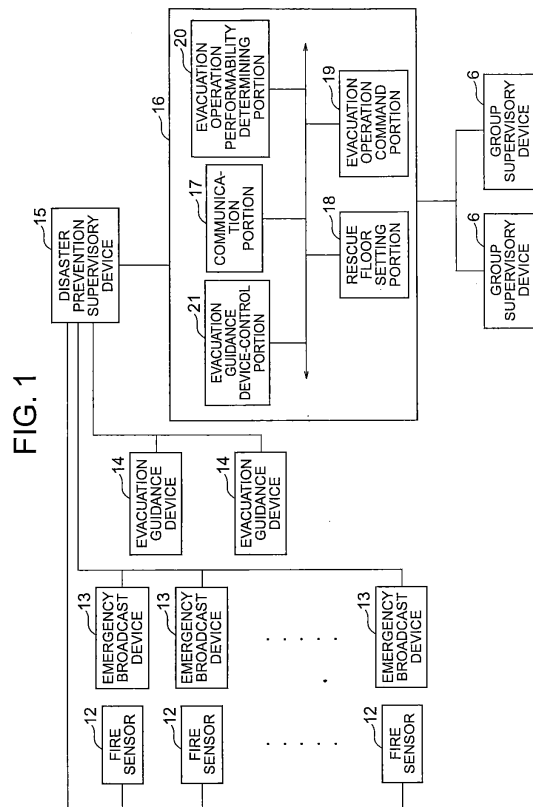 FIG. 1
15
DISASTER
PREVENTION
SUPERVISORY
DEVICE
16
21
EVACUATION
GUIDANCE
DEVICE-CONTROL
PORTION
17
COMMUNICA-
TION
PORTION
20
EVACUATION
OPERATION
PERFORMABILITY
DETERMINING
PORTION
18
RESCUE
FLOOR
SETTING
PORTION
19
EVACUATION
OPERATION
COMMAND
PORTION
6
GROUP
SUPERVISORY
DEVICE
6
GROUP
SUPERVISORY
DEVICE
14
EVACUATION
GUIDANCE
DEVICE
14
EVACUATION
GUIDANCE
DEVICE
13
EMERGENCY
BROADCAST
DEVICE
13
EMERGENCY
BROADCAST
DEVICE
13
EMERGENCY
BROADCAST
DEVICE
12
FIRE
SENSOR
12
FIRE
SENSOR
12
FIRE
SENSOR